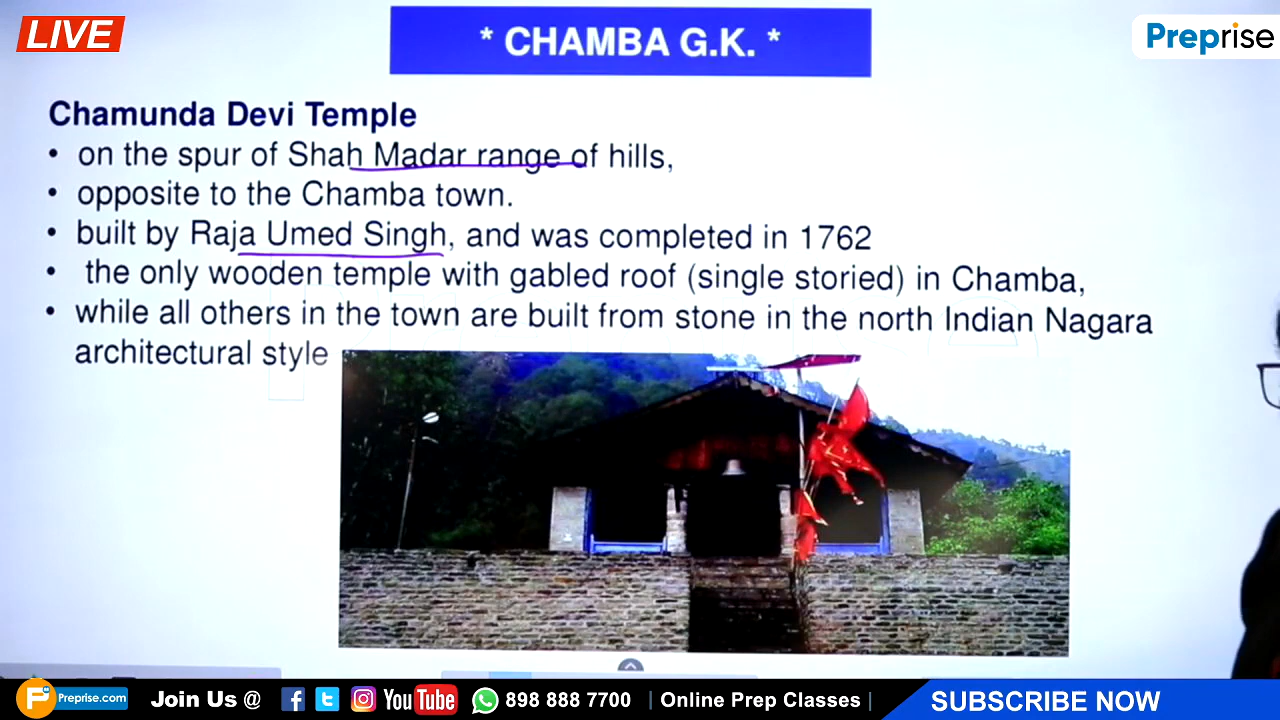 LIVE
* CHAMBA G.K. *
Preprise
Chamunda Devi Temple
• on the spur of Shah Madar range of hills,
• opposite to the Chamba town.
• built by Raja Umed Singh, and was completed in 1762
• the only wooden temple with gabled roof (single storied) in Chamba,
• while all others in the town are built from stone in the north Indian Nagara
architectural style
Preprise.com Join Us @ YouTube 898 888 7700 | Online Prep Classes | SUBSCRIBE NOW